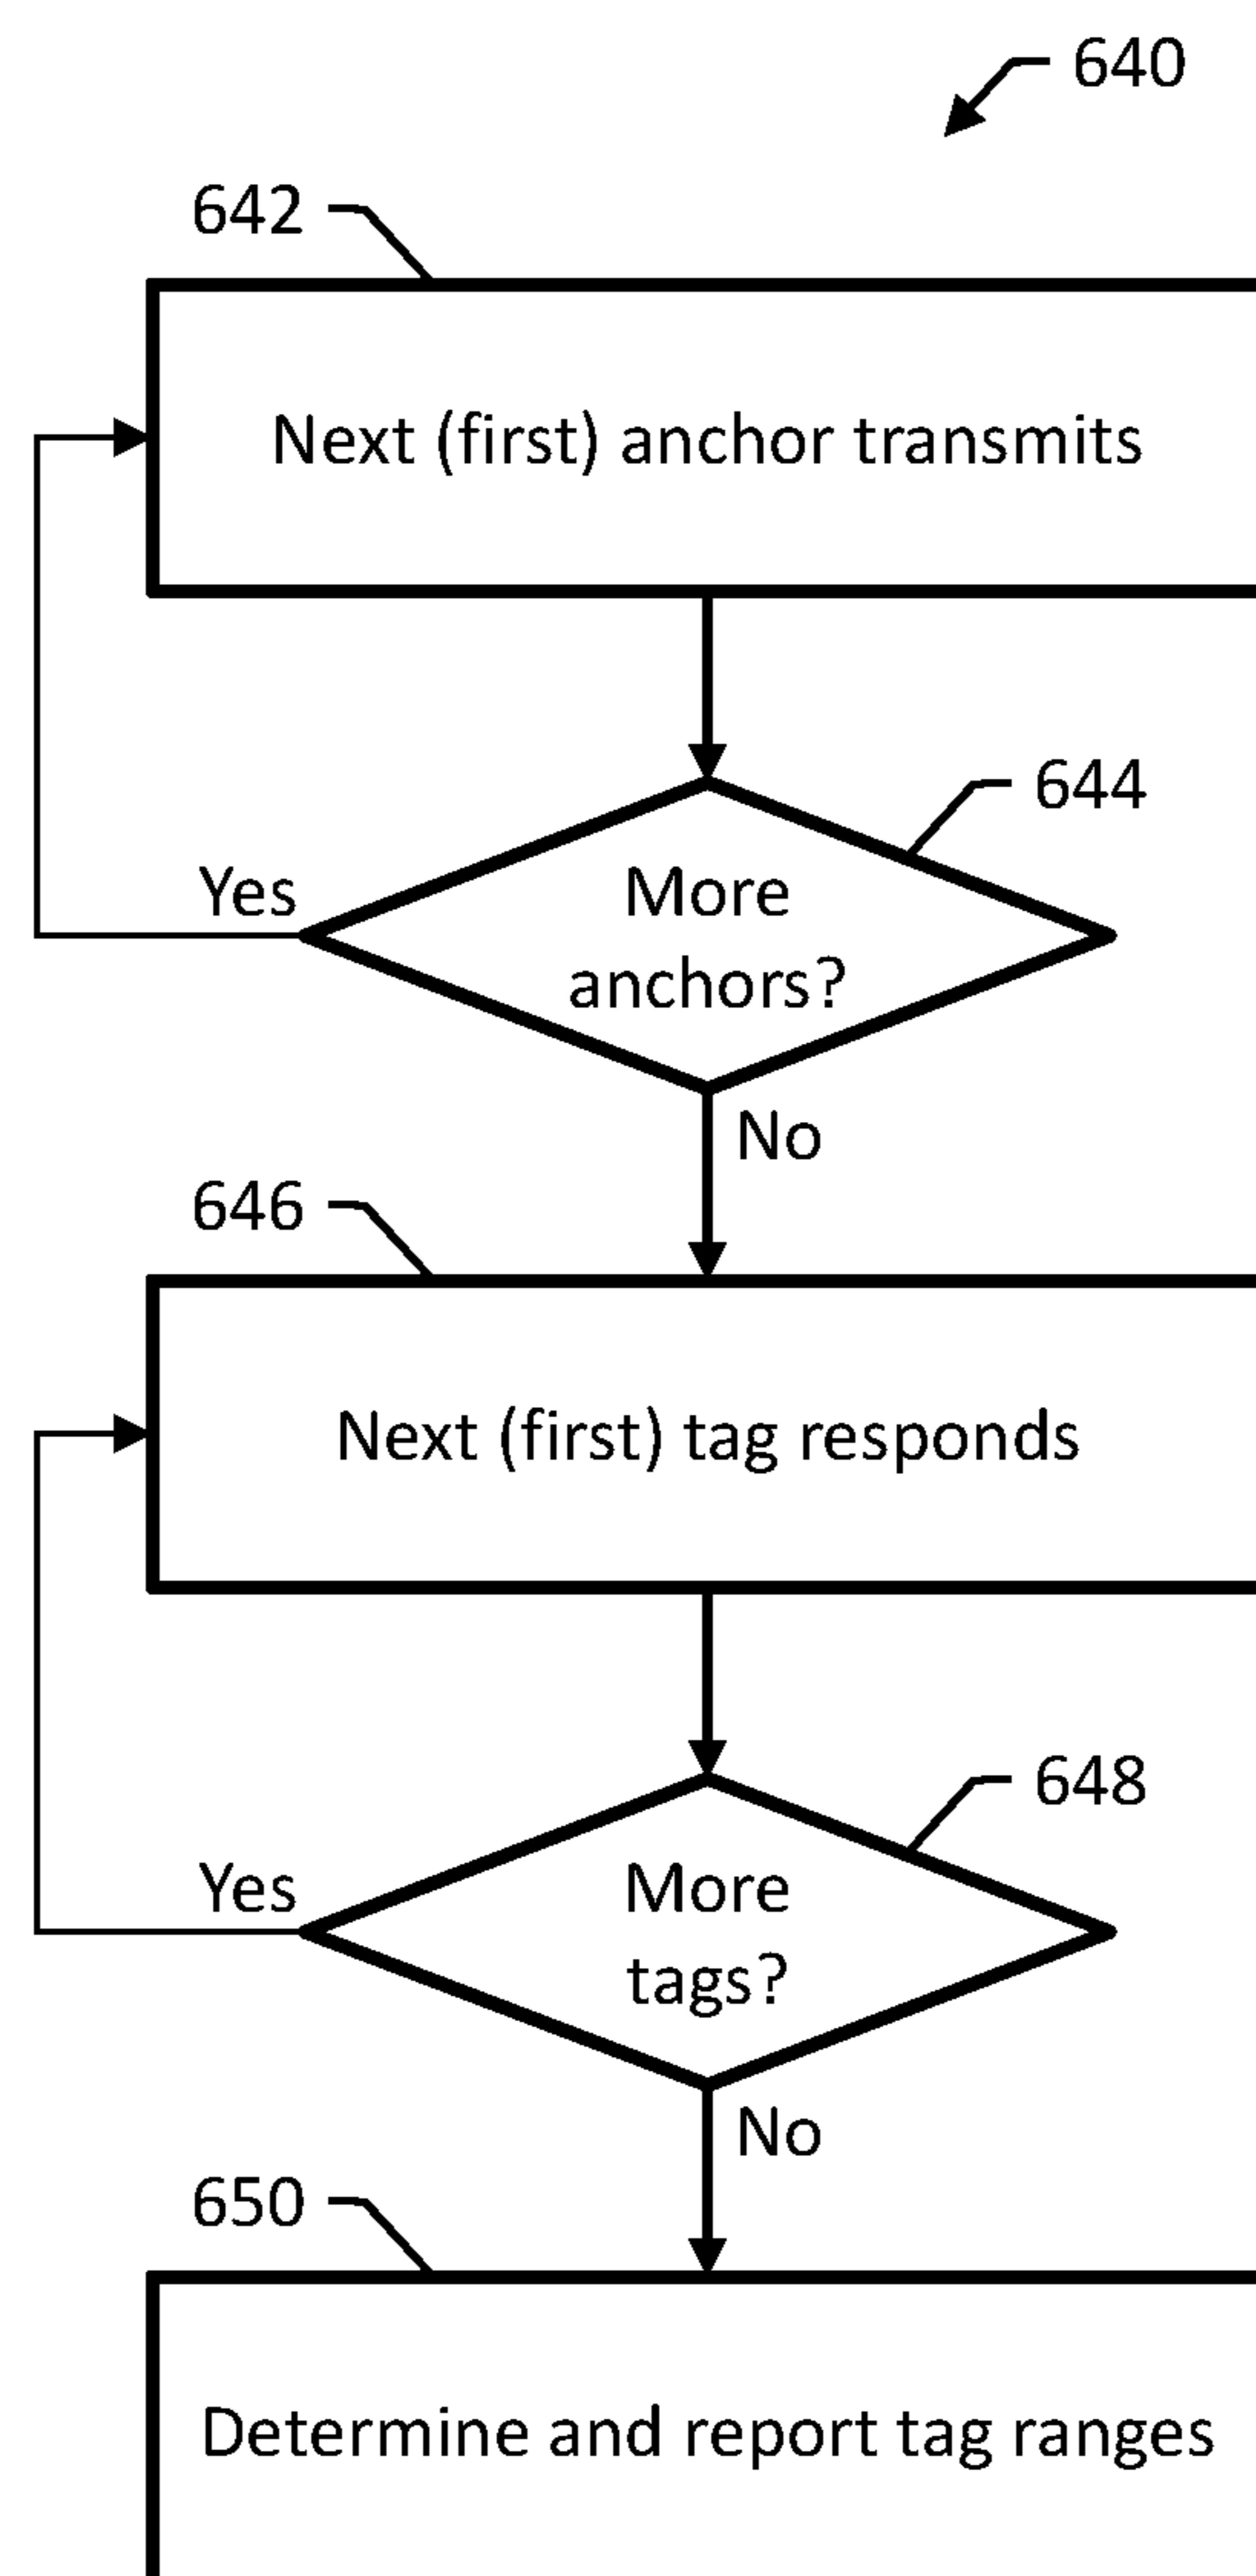 640
642
Next (first) anchor transmits
644
Yes
More
anchors?
No
646
Next (first) tag responds
648
Yes
More
tags?
No
650
Determine and report tag ranges